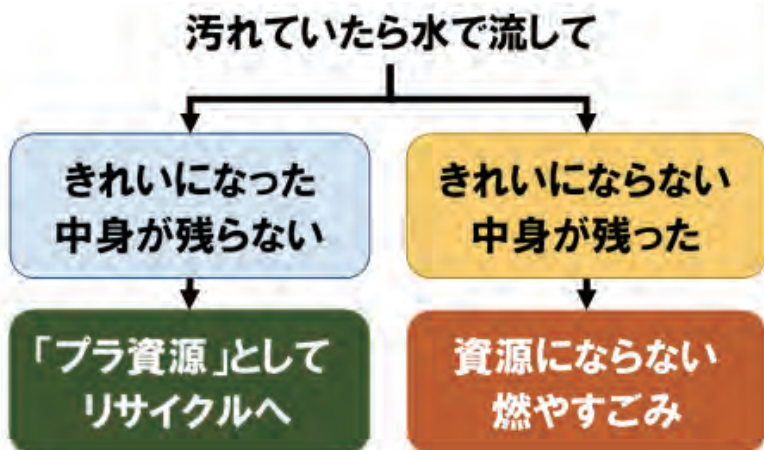 汚れていたら水で流して
きれいになった
中身が残らない
きれいにならない
中身が残った
「プラ資源」として
リサイクルへ
資源にならない
燃やすごみ